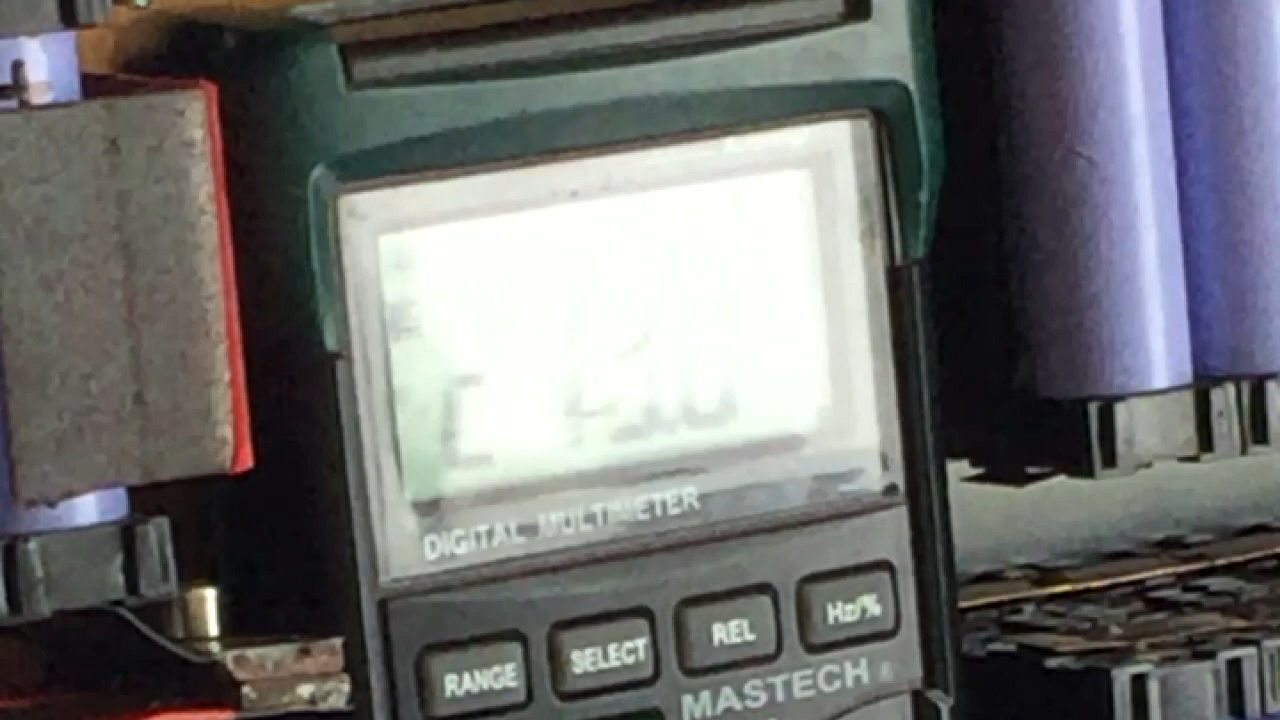 DIGITAL MULTIMETER
RANGE
SELECT
REL
Hz/%
MASTECH ®